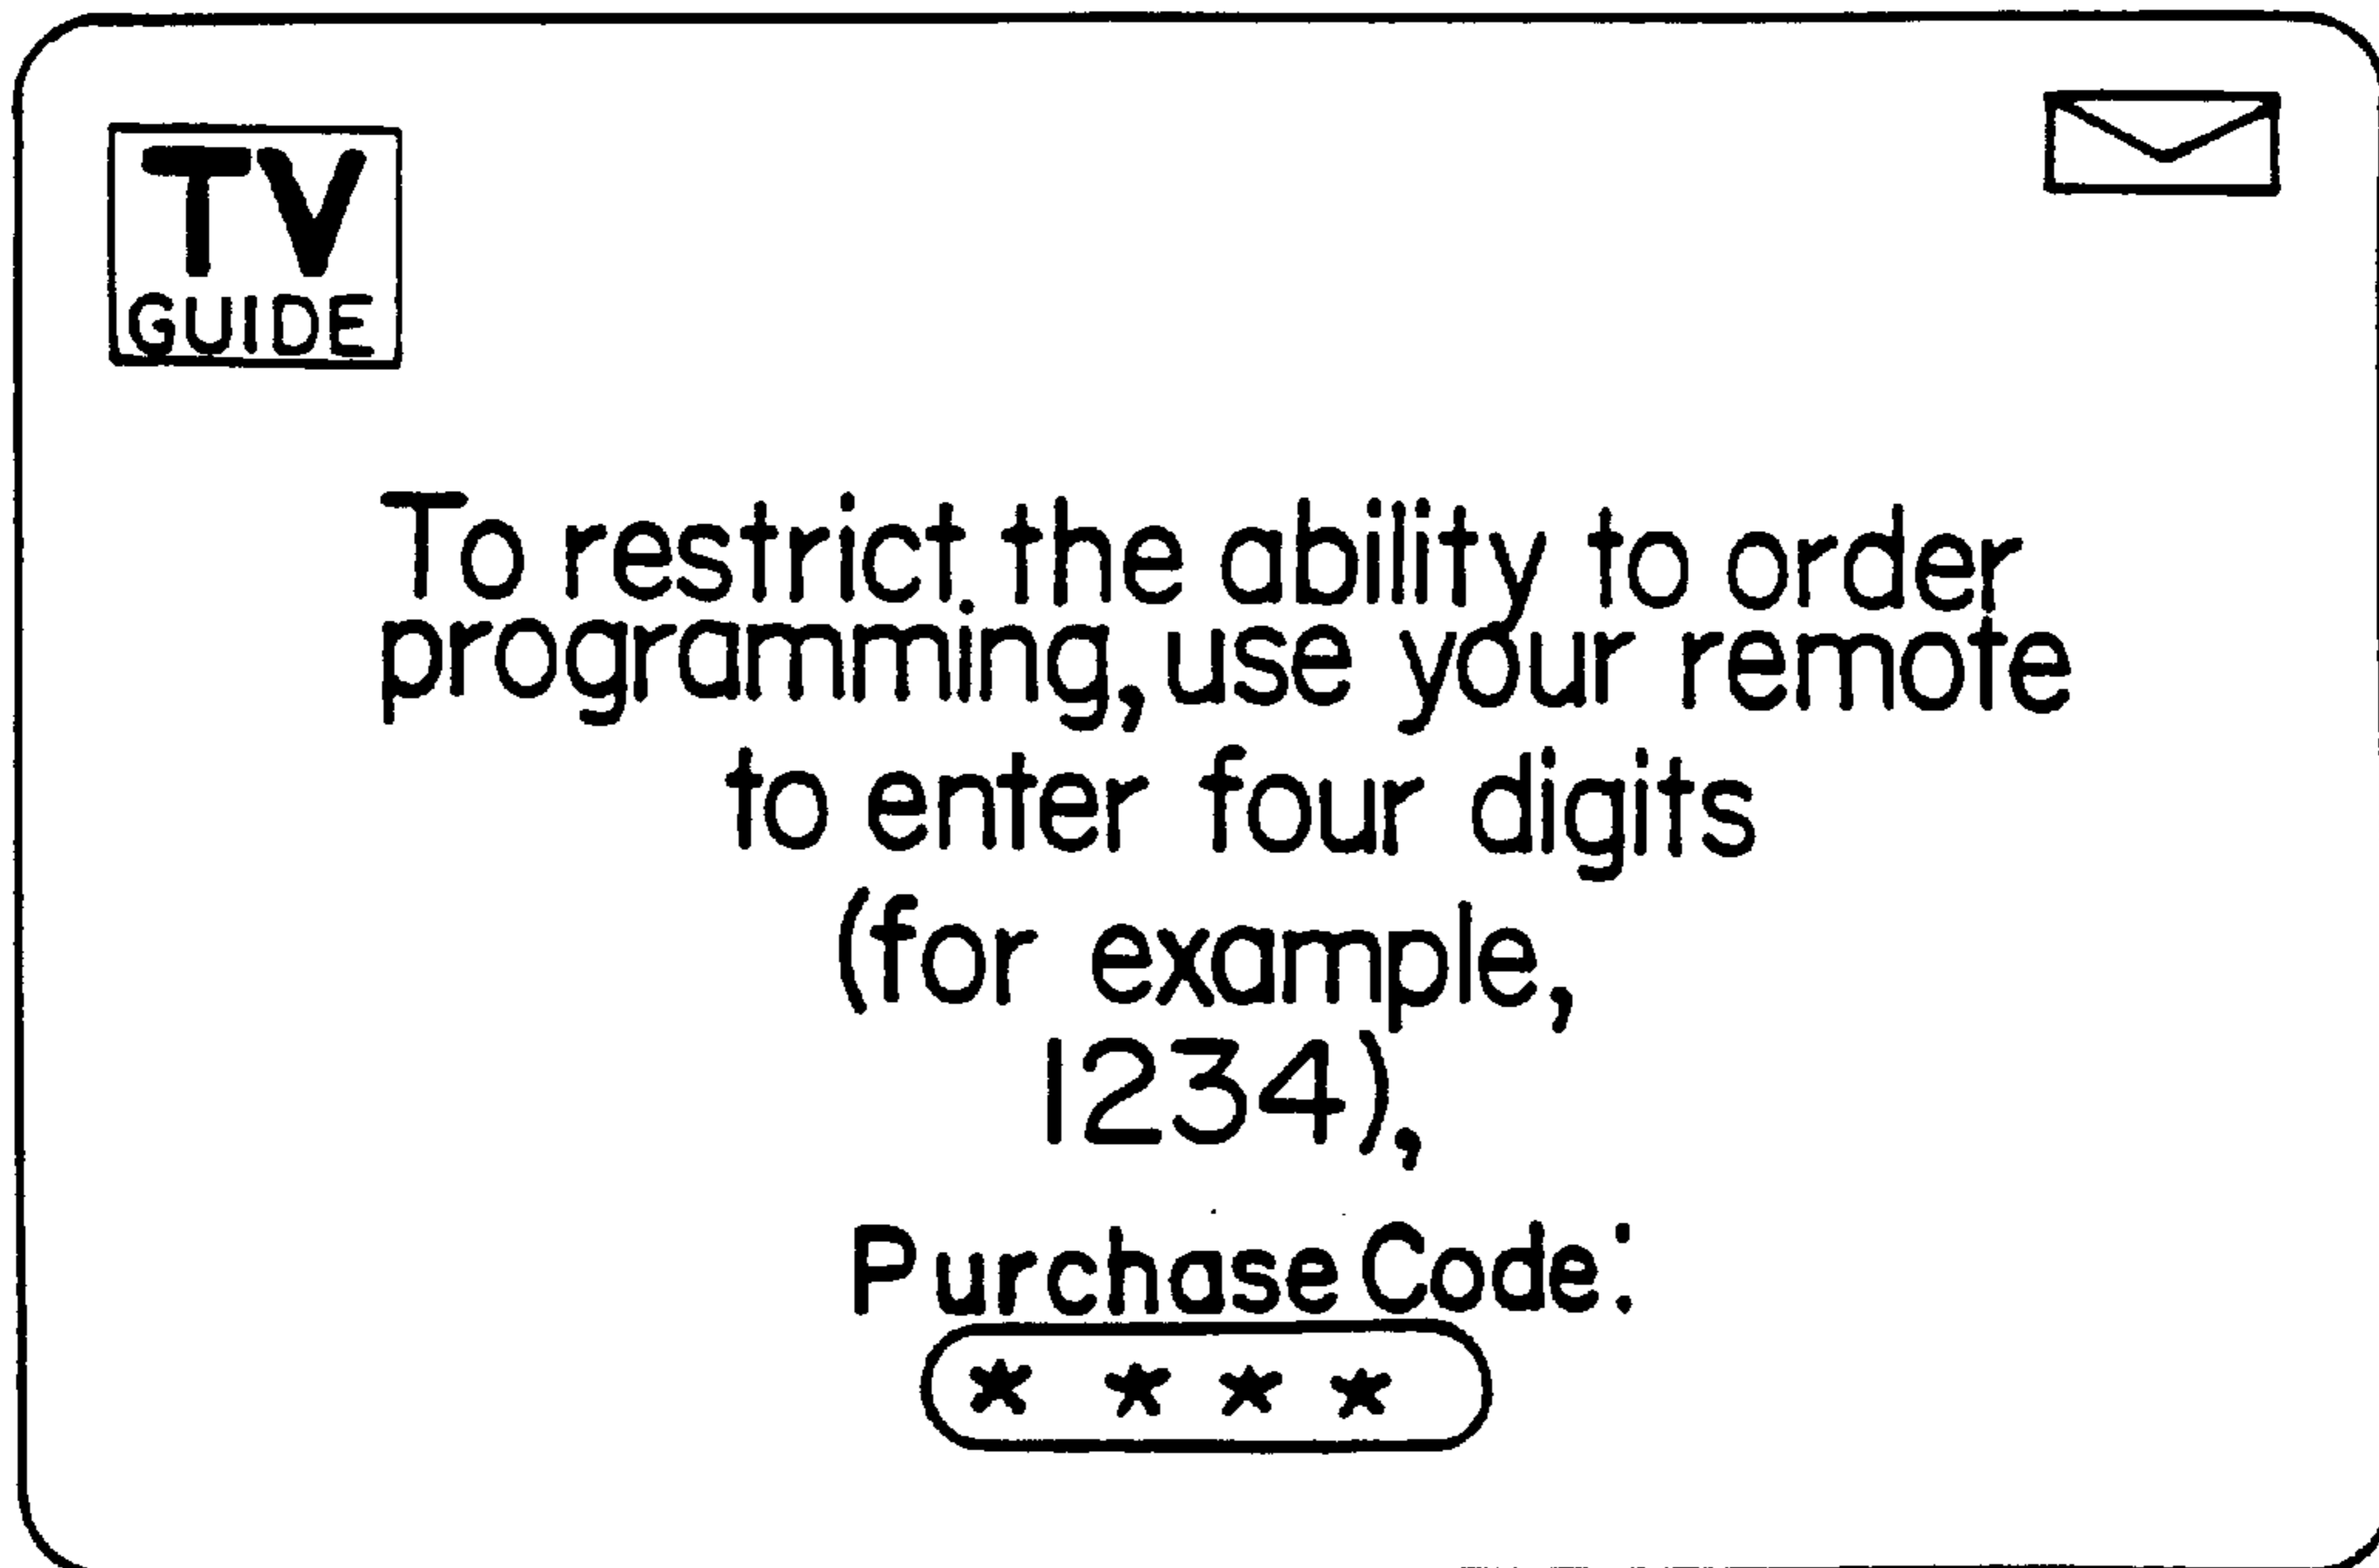 TV
GUIDE
To restrict the ability to order
programming, use your remote
to enter four digits
(for example,
1234),
Purchase Code:
* * * *